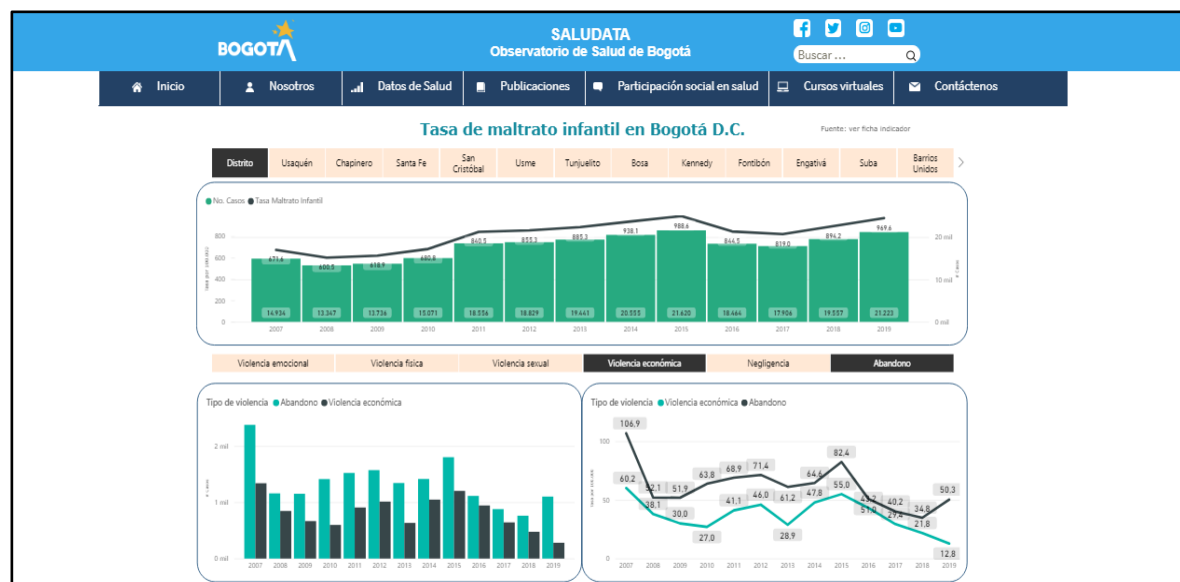 BOGOTÁ
SALUDATA
Observatorio de Salud de Bogotá
Buscar ...
Inicio
Nosotros
Datos de Salud
Publicaciones
Participación social en salud
Cursos virtuales
Contáctenos
Tasa de maltrato infantil en Bogotá D.C.
Fuente: ver ficha indicador
Distrito
Usaquén
Chapinero
Santa Fe
San
Cristóbal
Usme
Tunjuelito
Bosa
Kennedy
Fontibón
Engativá
Suba
Barrios
Unidos
No. Casos Tasa Maltrato Infantil
800
600
400
200
0
20 mil
10 mil
0 mil
# Casos
671.6 600.5 618.9 680.8 840.5 855.3 885.3 938.1 988.6 844.5 819.0 894.2 969.6
14.934 13.347 13.736 15.071 18.556 18.829 19.441 20.555 21.620 18.464 17.906 19.557 21.223
2007 2008 2009 2010 2011 2012 2013 2014 2015 2016 2017 2018 2019
Violencia emocional
Violencia física
Violencia sexual
Violencia económica
Negligencia
Abandono
Tipo de violencia Abandono Violencia económica
2 mil
1 mil
0 mil
# Casos
2007 2008 2009 2010 2011 2012 2013 2014 2015 2016 2017 2018 2019
Tipo de violencia Violencia económica Abandono
100
50
0
106,9 52,1 51,9 63,8 68,9 71,4 61,2 64,6 82,4 51,0 40,2 34,8 50,3
60,2 38,1 30,0 27,0 41,1 46,0 28,9 47,8 55,0 29,4 21,8 12,8
2007 2008 2009 2010 2011 2012 2013 2014 2015 2016 2017 2018 2019